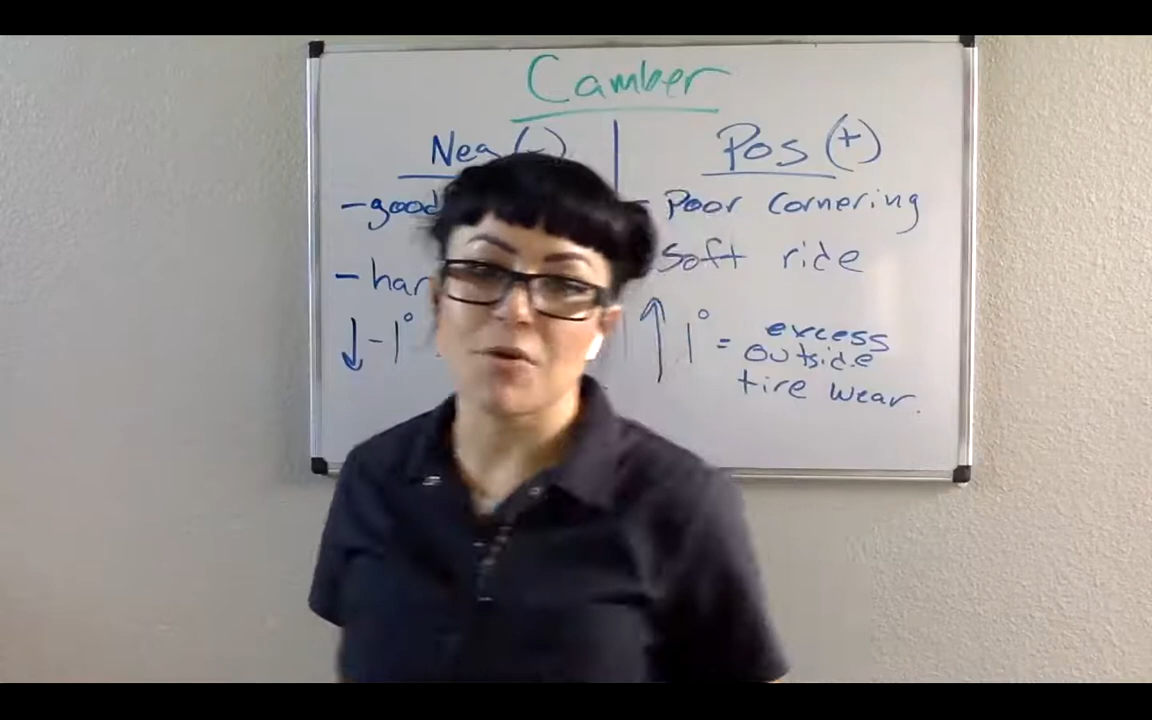 Camber
Neg (-)
Pos (+)
-good
- Poor Cornering
- har
Soft ride
↓ -1°
↑ 1° = excess
outside
tire wear.